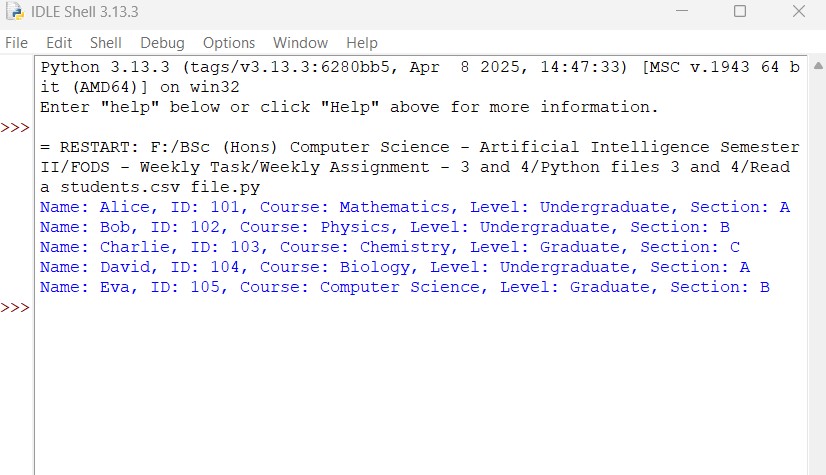 IDLE Shell 3.13.3
File Edit Shell Debug Options Window Help
Python 3.13.3 (tags/v3.13.3:6280bb5, Apr  8 2025, 14:47:33) [MSC v.1943 64 b
it (AMD64)] on win32
Enter "help" below or click "Help" above for more information.
>>>
= RESTART: F:/BSc (Hons) Computer Science - Artificial Intelligence Semester
II/FODS - Weekly Task/Weekly Assignment - 3 and 4/Python files 3 and 4/Read
a students.csv file.py
Name: Alice, ID: 101, Course: Mathematics, Level: Undergraduate, Section: A
Name: Bob, ID: 102, Course: Physics, Level: Undergraduate, Section: B
Name: Charlie, ID: 103, Course: Chemistry, Level: Graduate, Section: C
Name: David, ID: 104, Course: Biology, Level: Undergraduate, Section: A
Name: Eva, ID: 105, Course: Computer Science, Level: Graduate, Section: B
>>>